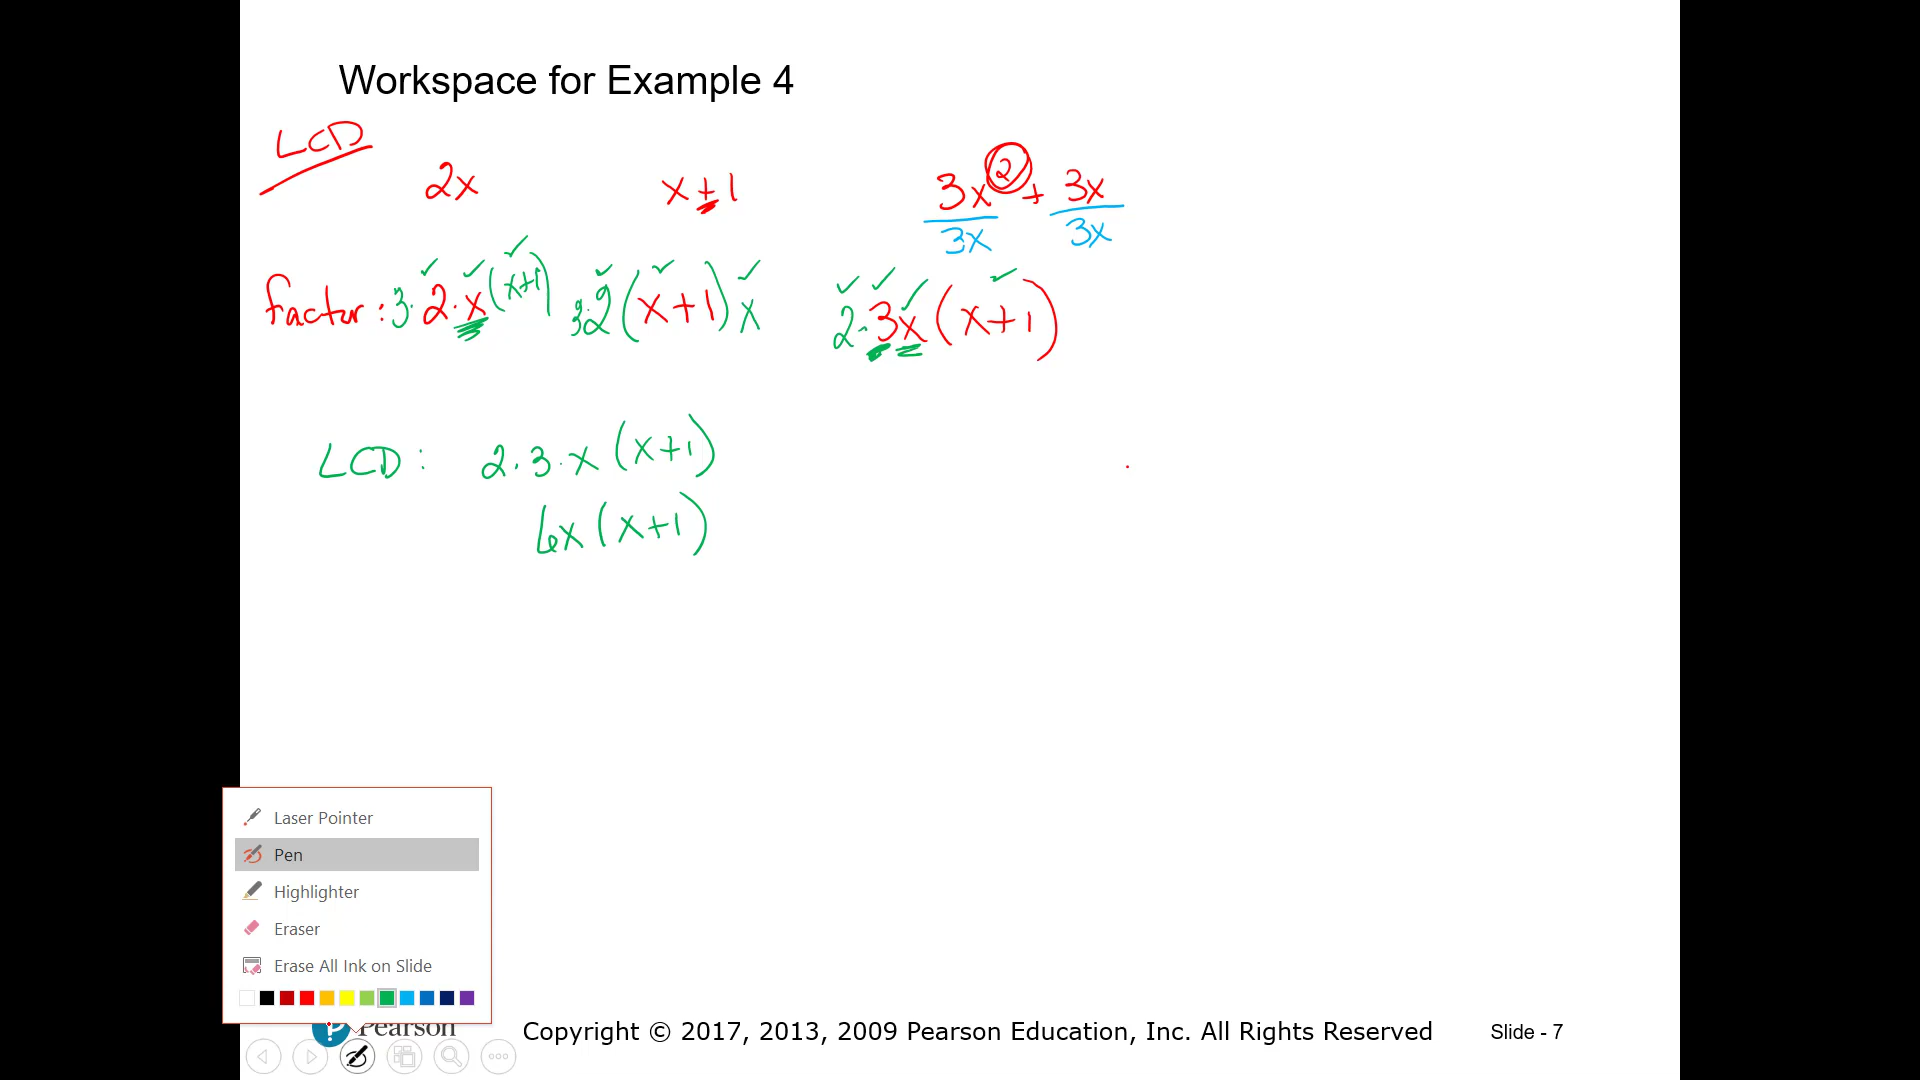 Workspace for Example 4
LCD
2x x+1 3x² + 3x
3x 3x
factor: 3·2·x(x+1) 3·2(x+1)x 2·3x(x+1)
LCD: 2·3·x(x+1)
6x(x+1)
Laser Pointer
Pen
Highlighter
Eraser
Erase All Ink on Slide
Pearson
Copyright © 2017, 2013, 2009 Pearson Education, Inc. All Rights Reserved
Slide - 7